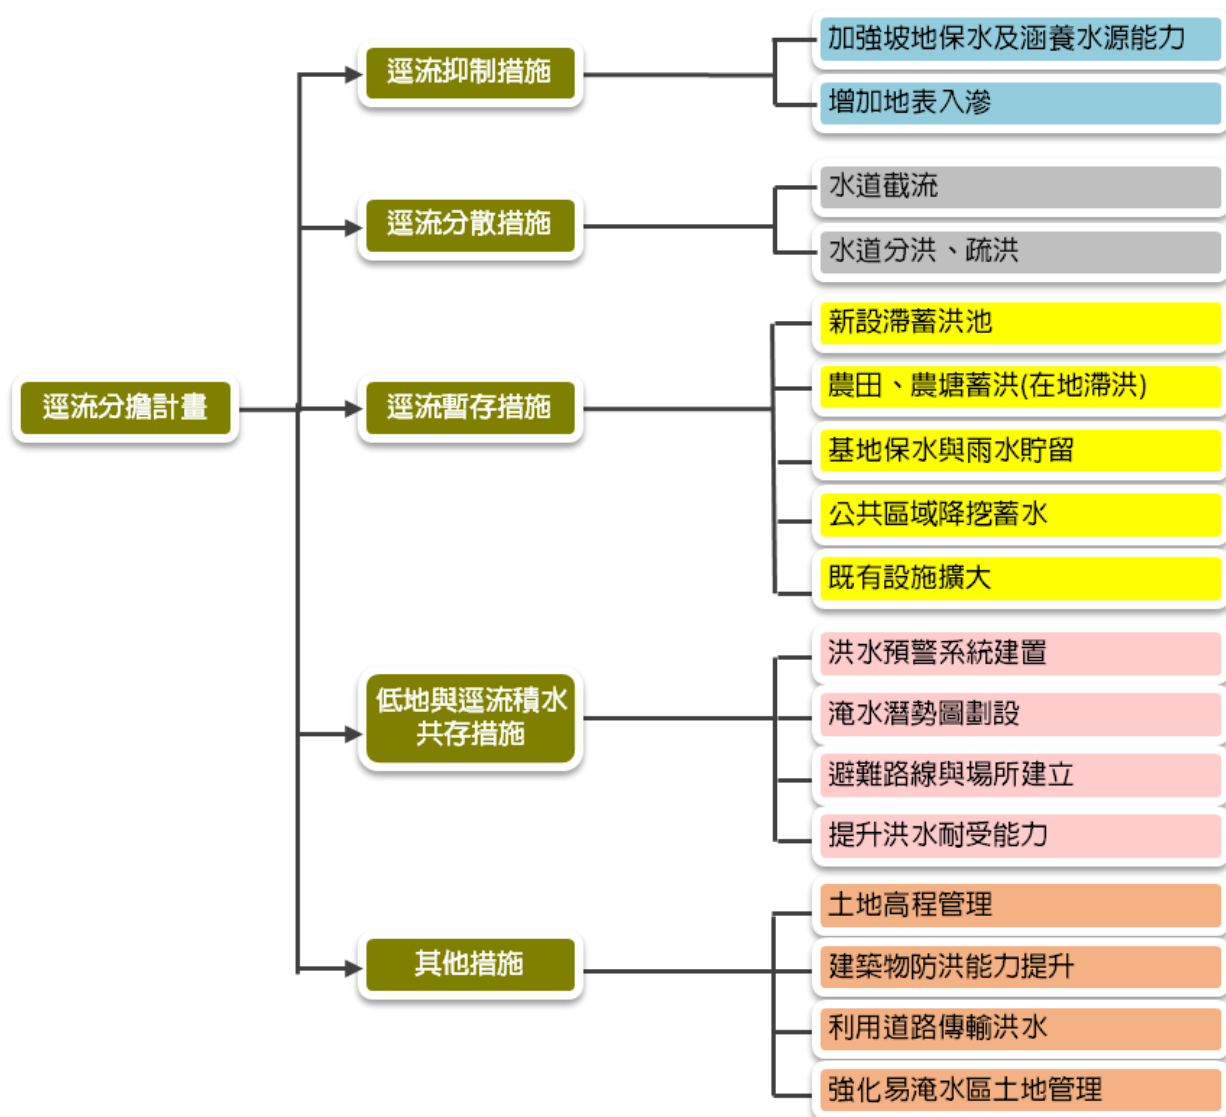 逕流分擔計畫
逕流抑制措施
加強坡地保水及涵養水源能力
增加地表入滲
逕流分散措施
水道截流
水道分洪、疏洪
逕流暫存措施
新設滯蓄洪池
農田、農塘蓄洪(在地滯洪)
基地保水與雨水貯留
公共區域降挖蓄水
既有設施擴大
低地與逕流積水
共存措施
洪水預警系統建置
淹水潛勢圖劃設
避難路線與場所建立
提升洪水耐受能力
其他措施
土地高程管理
建築物防洪能力提升
利用道路傳輸洪水
強化易淹水區土地管理